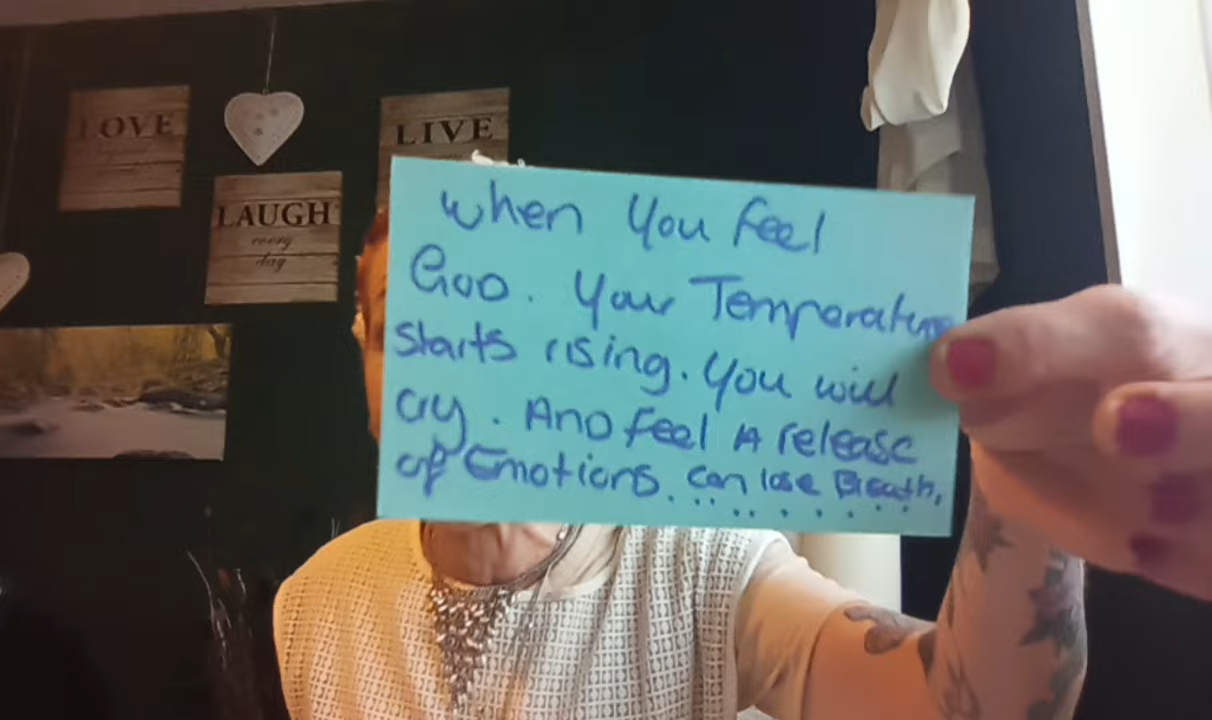 LOVE
LIVE
LAUGH
every
day
when you feel
God. Your Temperature
starts rising. You will
cry. And feel A release
of Emotions. can lose Breath.